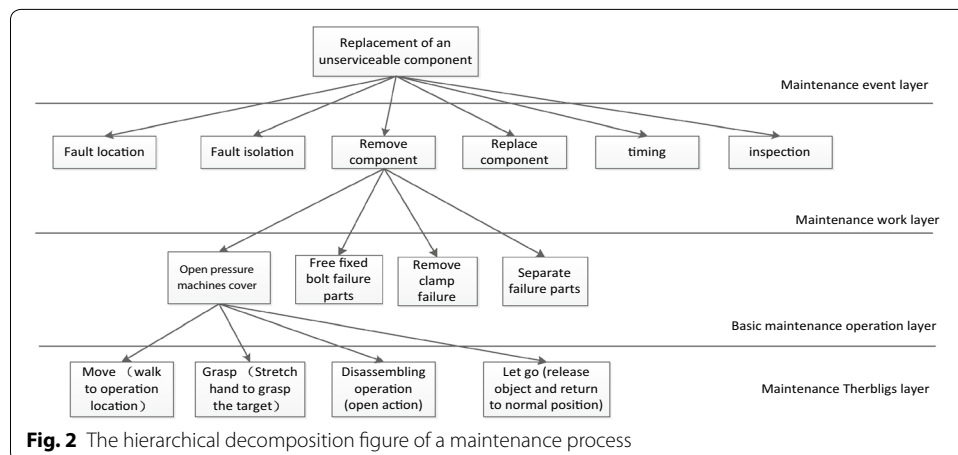 Replacement of an
unserviceable component
Maintenance event layer
Fault location
Fault isolation
Remove
component
Replace
component
timing
inspection
Maintenance work layer
Open pressure
machines cover
Free fixed
bolt failure
parts
Remove
clamp
failure
Separate
failure parts
Basic maintenance operation layer
Move （walk
to operation
location）
Grasp （Stretch
hand to grasp
the target）
Disassembling
operation
(open action)
Let go (release
object and return
to normal position)
Maintenance Therbligs layer
Fig. 2 The hierarchical decomposition figure of a maintenance process